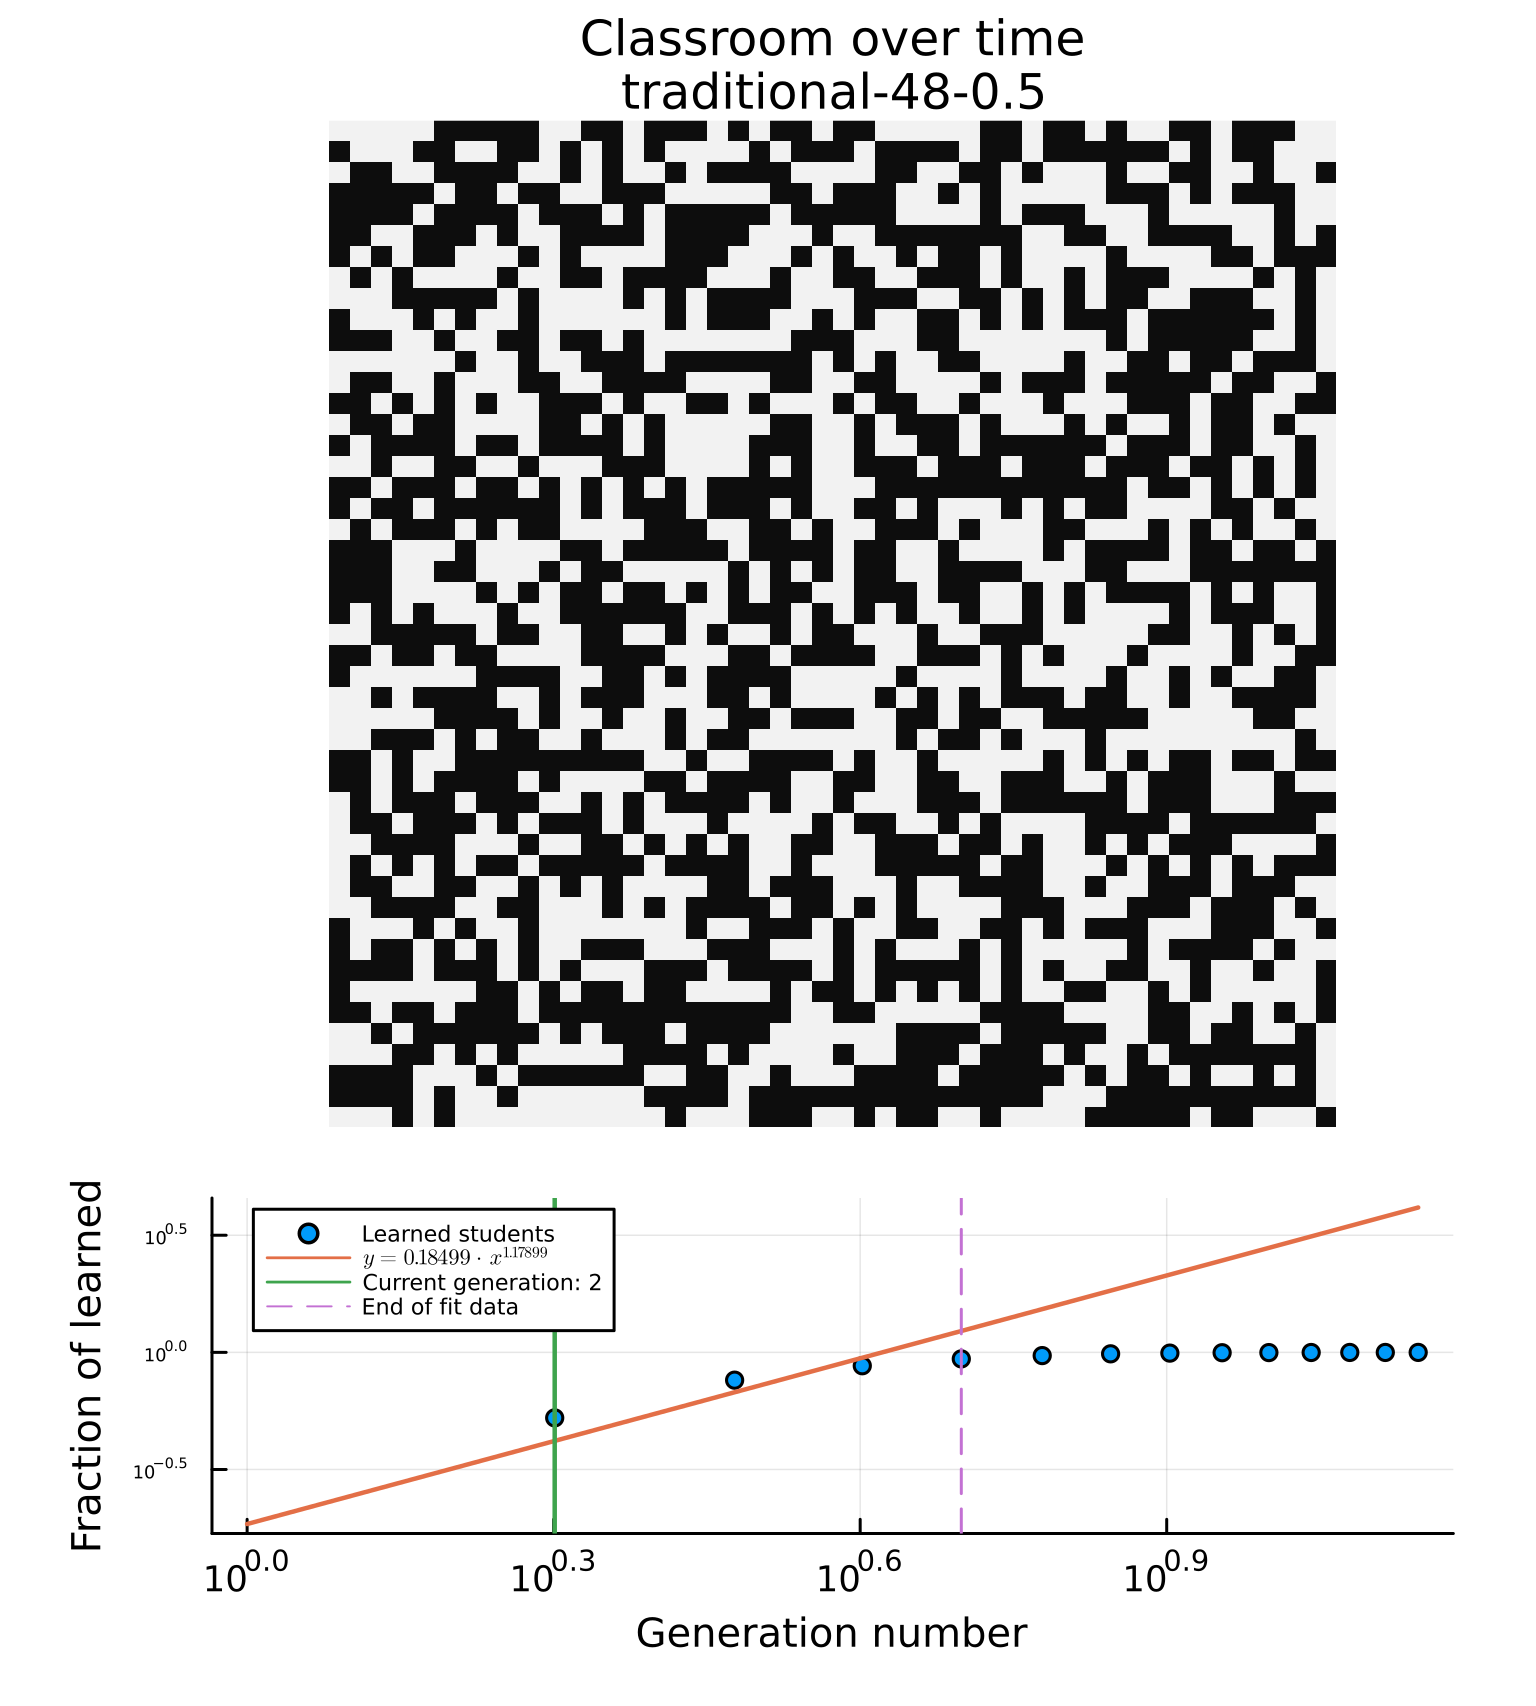 Classroom over time
traditional-48-0.5
Fraction of learned
10^0.5
10^0.0
10^−0.5
Learned students
y = 0.18499 · x^1.17899
Current generation: 2
End of fit data
10^0.0 10^0.3 10^0.6 10^0.9
Generation number